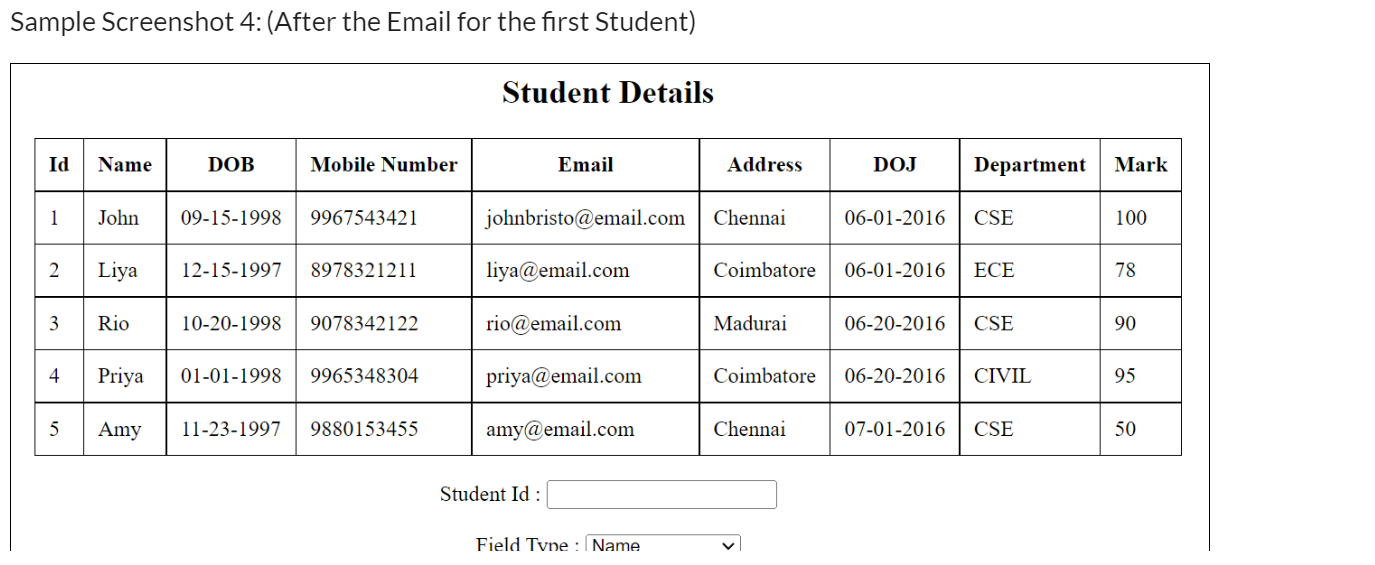 Sample Screenshot 4: (After the Email for the first Student)
Student Details
Id Name DOB Mobile Number Email Address DOJ Department Mark
1 John 09-15-1998 9967543421 johnbristo@email.com Chennai 06-01-2016 CSE 100
2 Liya 12-15-1997 8978321211 liya@email.com Coimbatore 06-01-2016 ECE 78
3 Rio 10-20-1998 9078342122 rio@email.com Madurai 06-20-2016 CSE 90
4 Priya 01-01-1998 9965348304 priya@email.com Coimbatore 06-20-2016 CIVIL 95
5 Amy 11-23-1997 9880153455 amy@email.com Chennai 07-01-2016 CSE 50
Student Id :
Field Type : Name